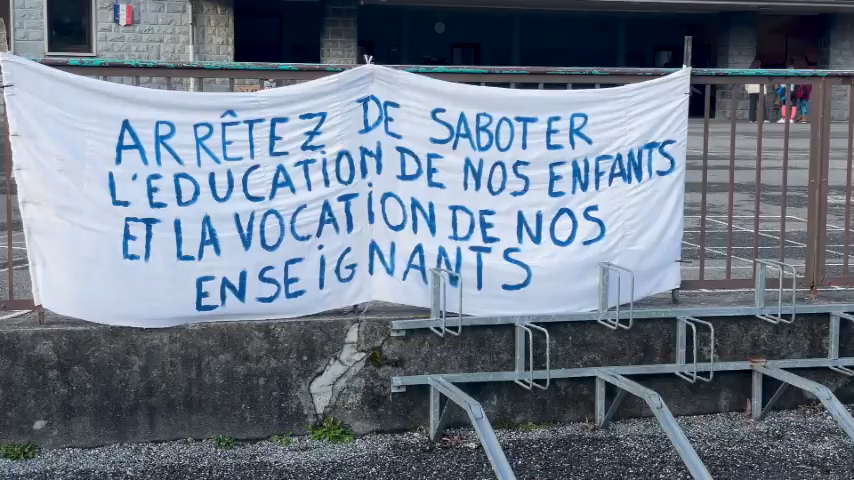 ARRÊTEZ DE SABOTER
L'EDUCATION DE NOS ENFANTS
ET LA VOCATION DE NOS
ENSEIGNANTS